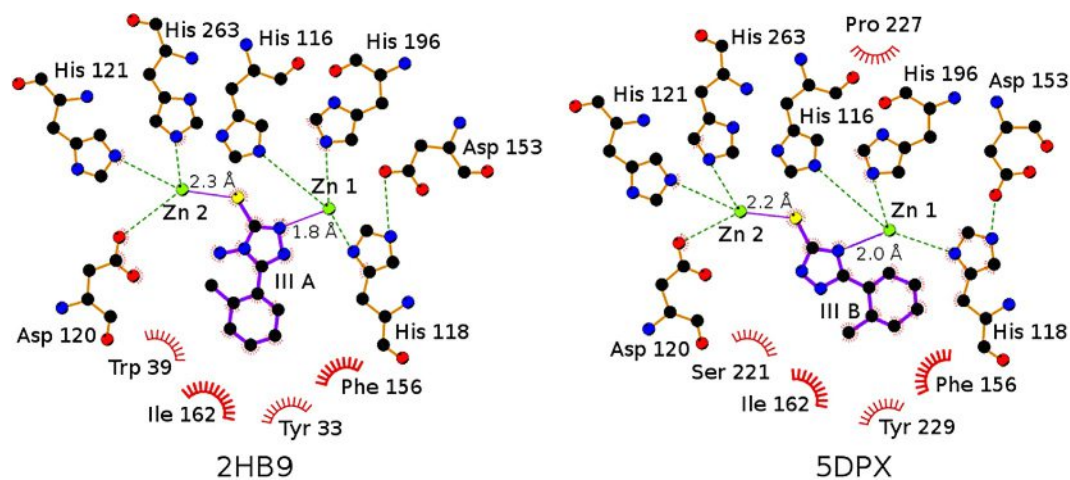 His 263
His 116
His 196
His 121
Asp 153
2.3 Å
Zn 1
Zn 2
1.8 Å
III A
Asp 120
His 118
Trp 39
Phe 156
Ile 162
Tyr 33
2HB9
Pro 227
His 263
His 196
Asp 153
His 121
His 116
2.2 Å
Zn 1
Zn 2
2.0 Å
III B
Asp 120
His 118
Ser 221
Phe 156
Ile 162
Tyr 229
5DPX